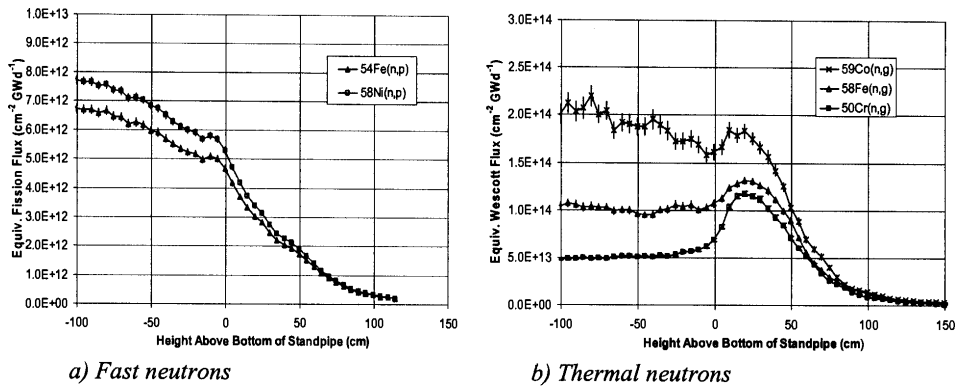 1.0E+13
9.0E+12
8.0E+12
7.0E+12
6.0E+12
5.0E+12
4.0E+12
3.0E+12
2.0E+12
1.0E+12
0.0E+00
Equiv. Fission Flux (cm-2 GWd-1)
54Fe(n,p)
58Ni(n,p)
-100 -50 0 50 100 150
Height Above Bottom of Standpipe (cm)
a) Fast neutrons
3.0E+14
2.5E+14
2.0E+14
1.5E+14
1.0E+14
5.0E+13
0.0E+00
Equiv. Wescott Flux (cm-2 GWd-1)
59Co(n,g)
58Fe(n,g)
50Cr(n,g)
-100 -50 0 50 100 150
Height Above Bottom of Standpipe (cm)
b) Thermal neutrons